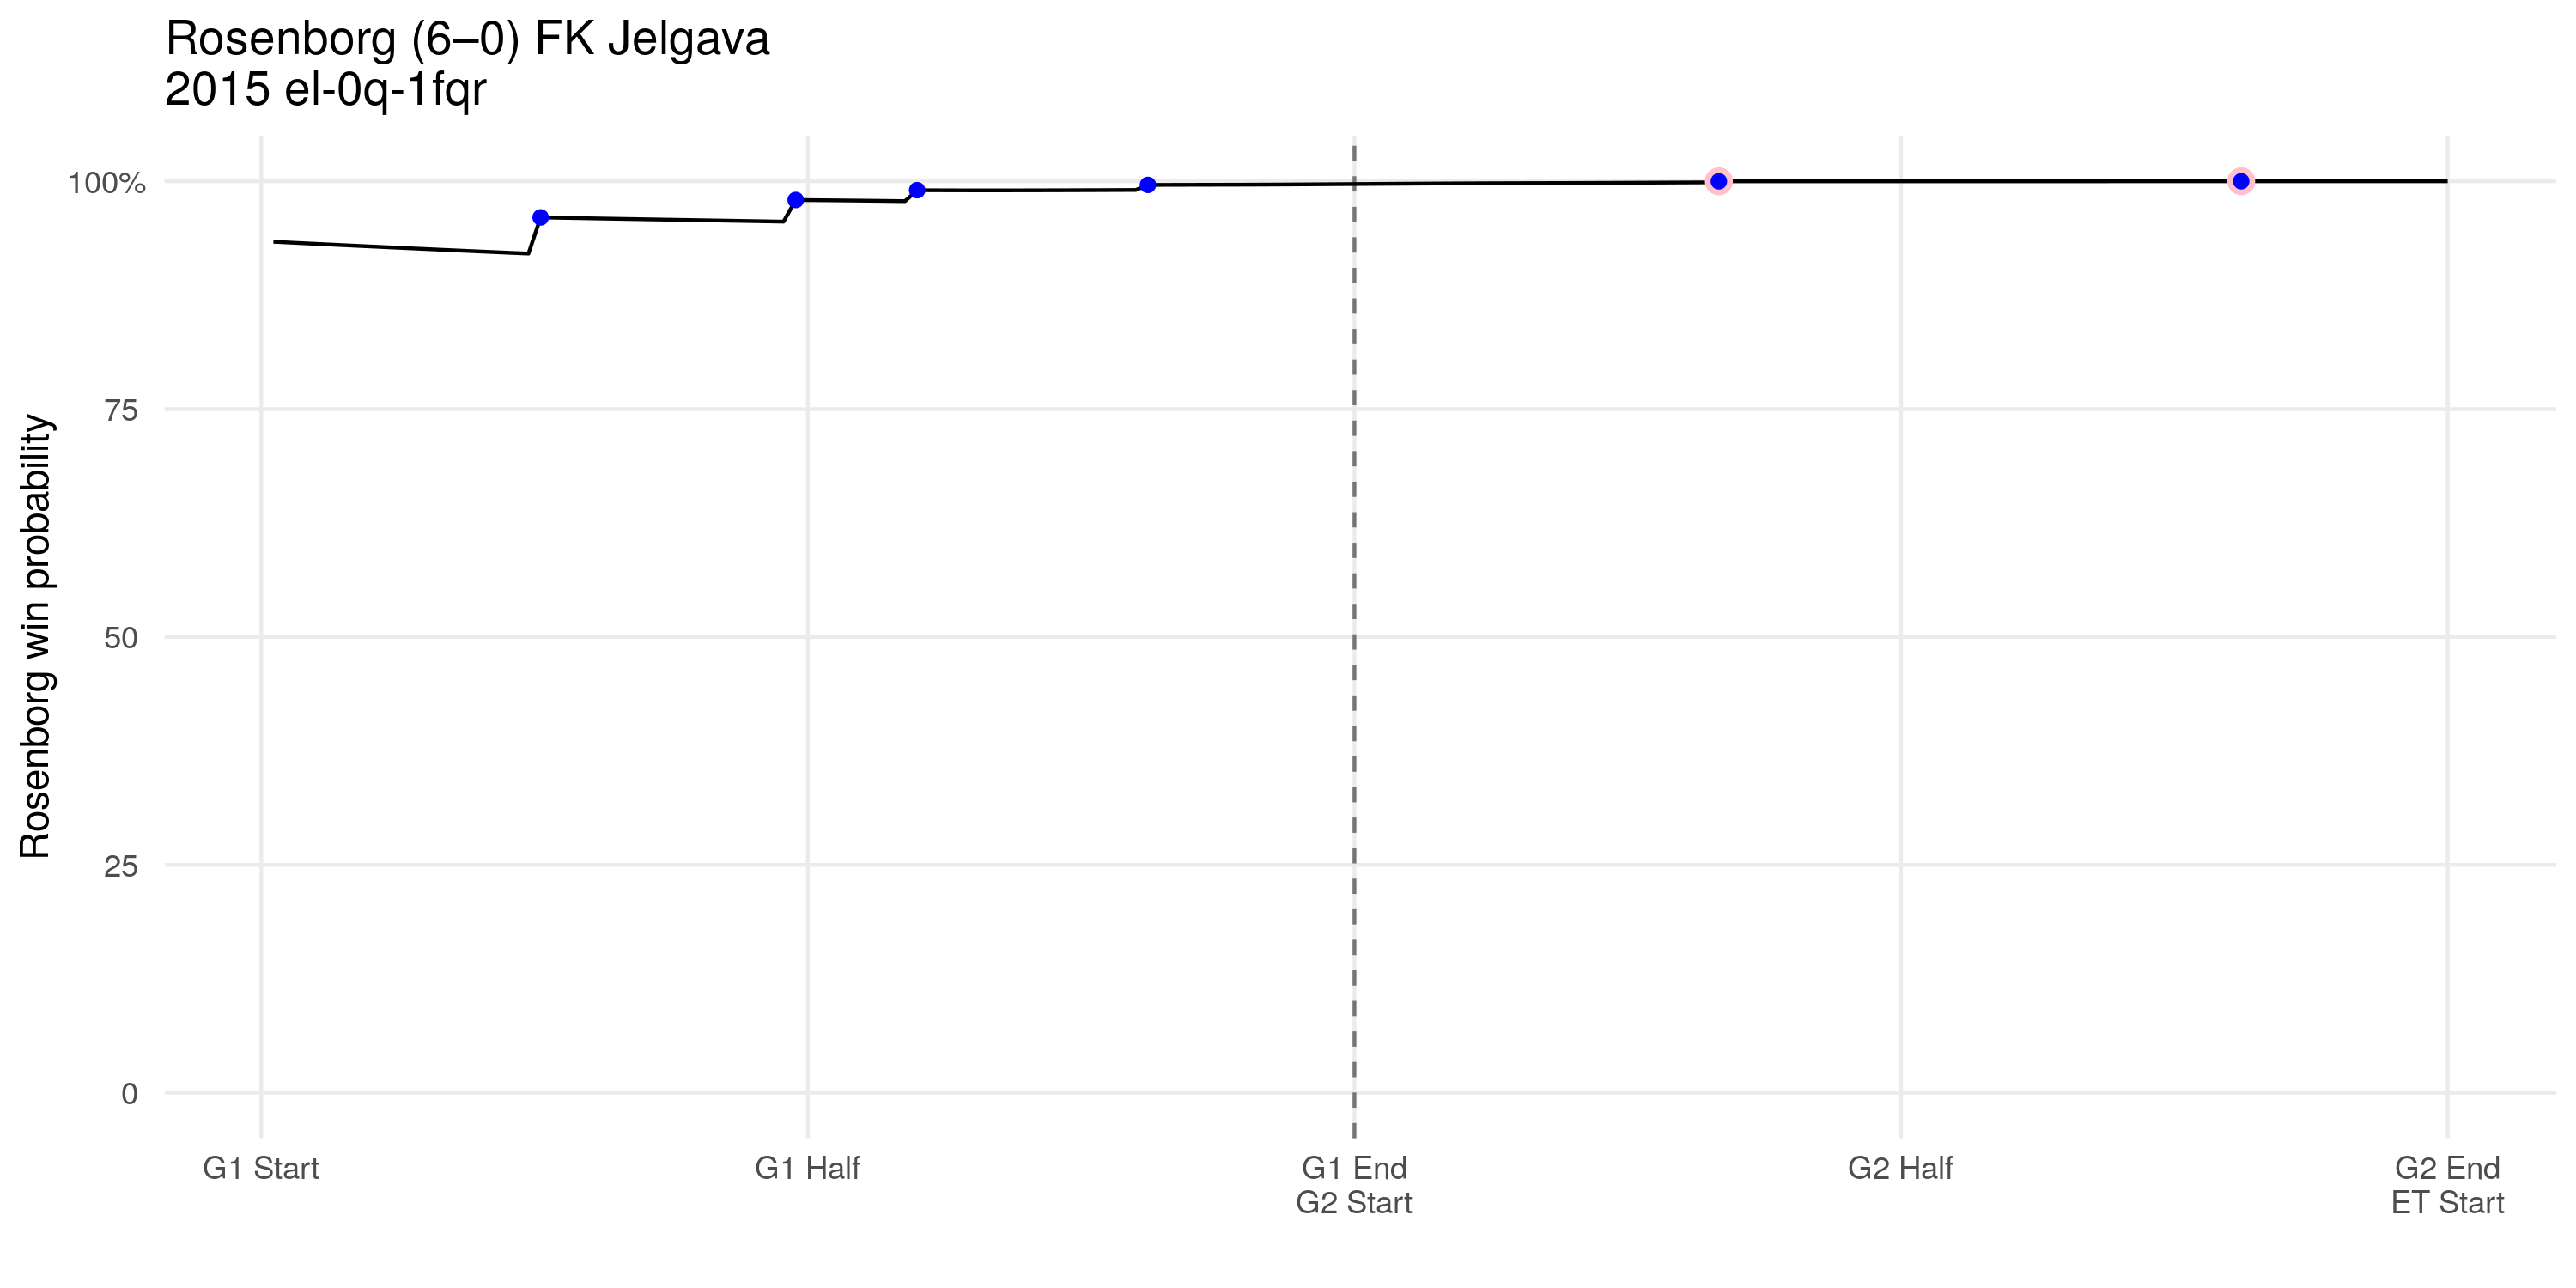 Rosenborg (6–0) FK Jelgava
2015 el-0q-1fqr
Rosenborg win probability
100%
75
50
25
0
G1 Start
G1 Half
G1 End
G2 Start
G2 Half
G2 End
ET Start